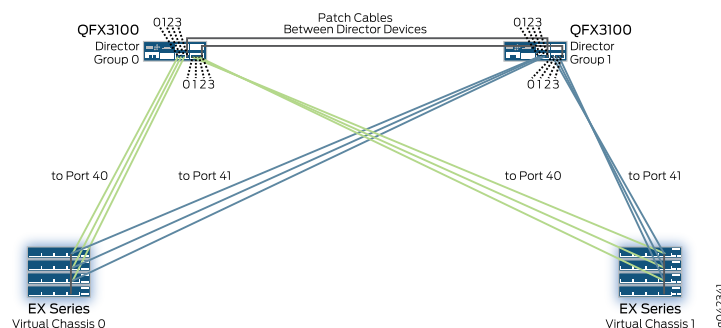 0123
QFX3100
Director
Group 0
0123
Patch Cables
Between Director Devices
0123
QFX3100
Director
Group 1
0123
to Port 40
to Port 41
to Port 40
to Port 41
EX Series
Virtual Chassis 0
EX Series
Virtual Chassis 1
g042341